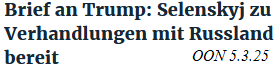 Brief an Trump: Selenskyj zu
Verhandlungen mit Russland
bereit OON 5.3.25